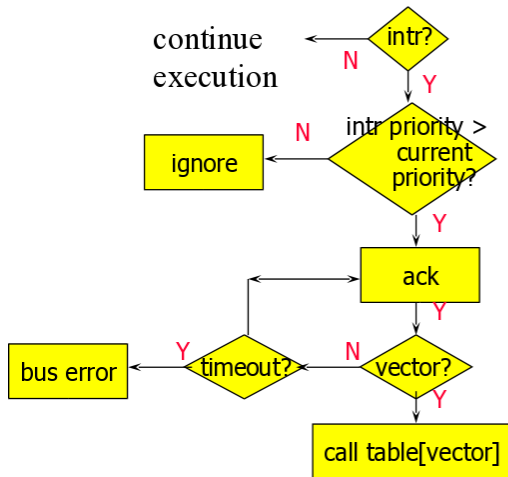 continue
execution
intr?
N
Y
intr priority >
current
priority?
N
ignore
Y
ack
Y
vector?
N
timeout?
Y
bus error
Y
call table[vector]